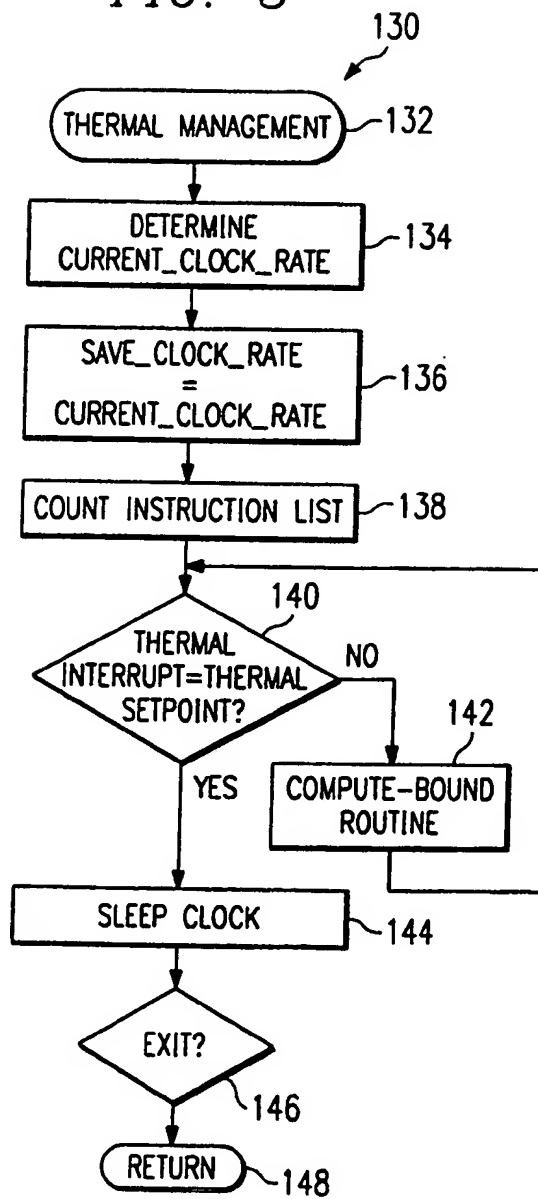 130
THERMAL MANAGEMENT
132
DETERMINE
CURRENT_CLOCK_RATE
134
SAVE_CLOCK_RATE
=
CURRENT_CLOCK_RATE
136
COUNT INSTRUCTION LIST
138
140
THERMAL
INTERRUPT=THERMAL
SETPOINT?
NO
YES
142
COMPUTE-BOUND
ROUTINE
SLEEP CLOCK
144
EXIT?
146
RETURN
148